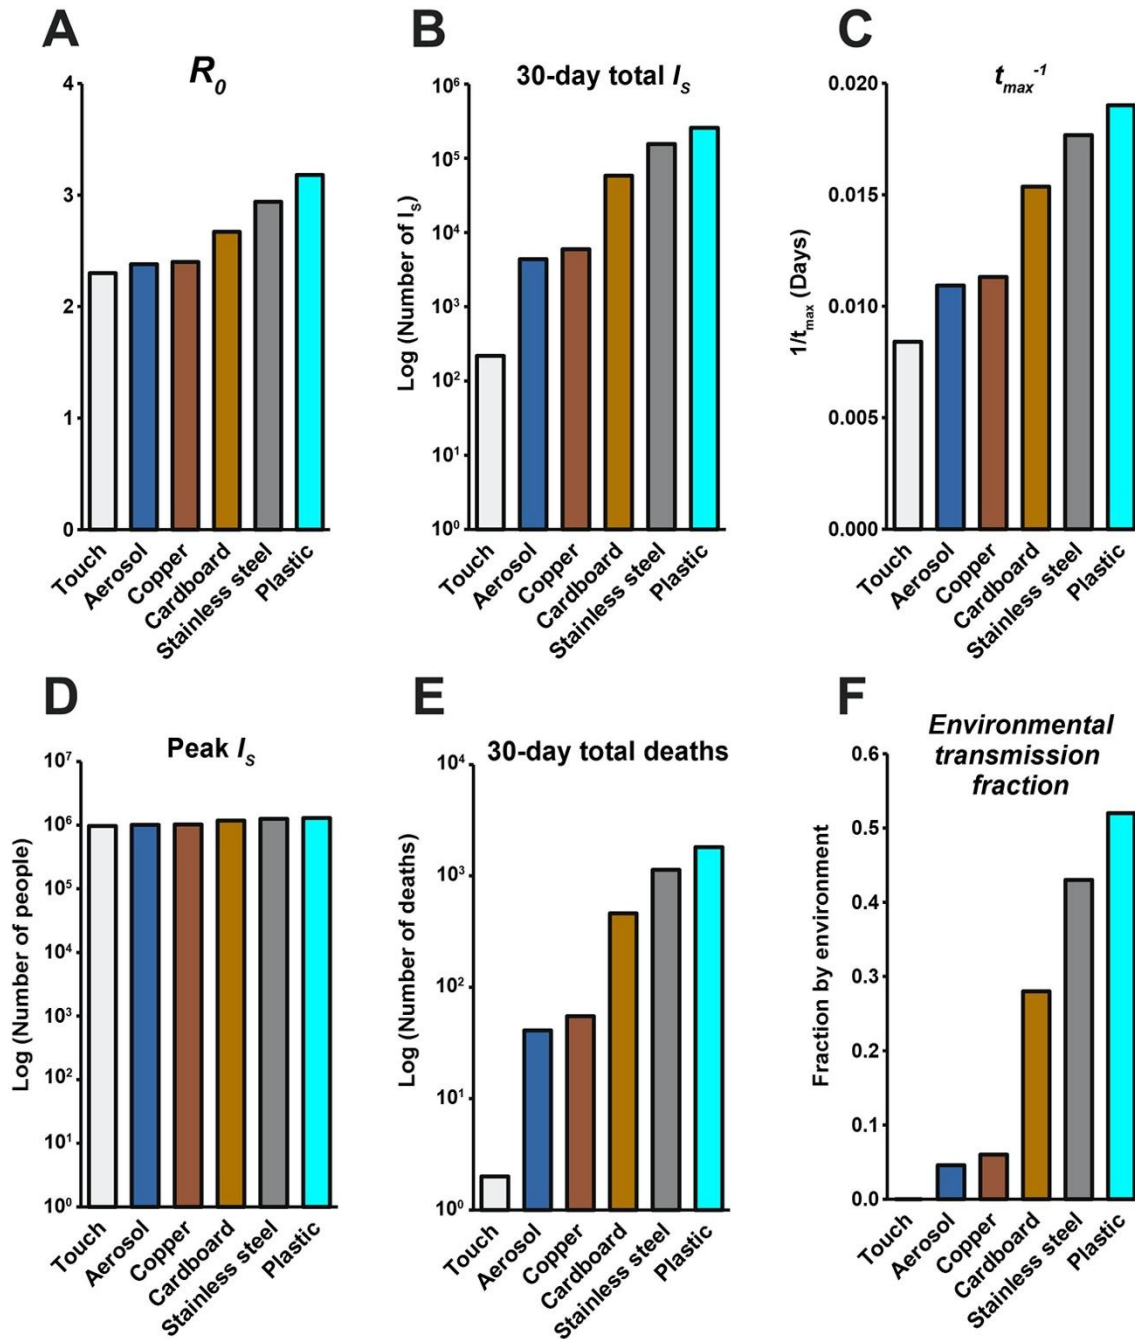 A
R0
4
3
2
1
0
Touch
Aerosol
Copper
Cardboard
Stainless steel
Plastic
B
30-day total IS
Log (Number of IS)
10^6
10^5
10^4
10^3
10^2
10^1
10^0
Touch
Aerosol
Copper
Cardboard
Stainless steel
Plastic
C
tmax^-1
1/tmax (Days)
0.020
0.015
0.010
0.005
0.000
Touch
Aerosol
Copper
Cardboard
Stainless steel
Plastic
D
Peak IS
Log (Number of people)
10^7
10^6
10^5
10^4
10^3
10^2
10^1
10^0
Touch
Aerosol
Copper
Cardboard
Stainless steel
Plastic
E
30-day total deaths
Log (Number of deaths)
10^4
10^3
10^2
10^1
10^0
Touch
Aerosol
Copper
Cardboard
Stainless steel
Plastic
F
Environmental
transmission
fraction
Fraction by environment
0.6
0.5
0.4
0.3
0.2
0.1
0.0
Touch
Aerosol
Copper
Cardboard
Stainless steel
Plastic